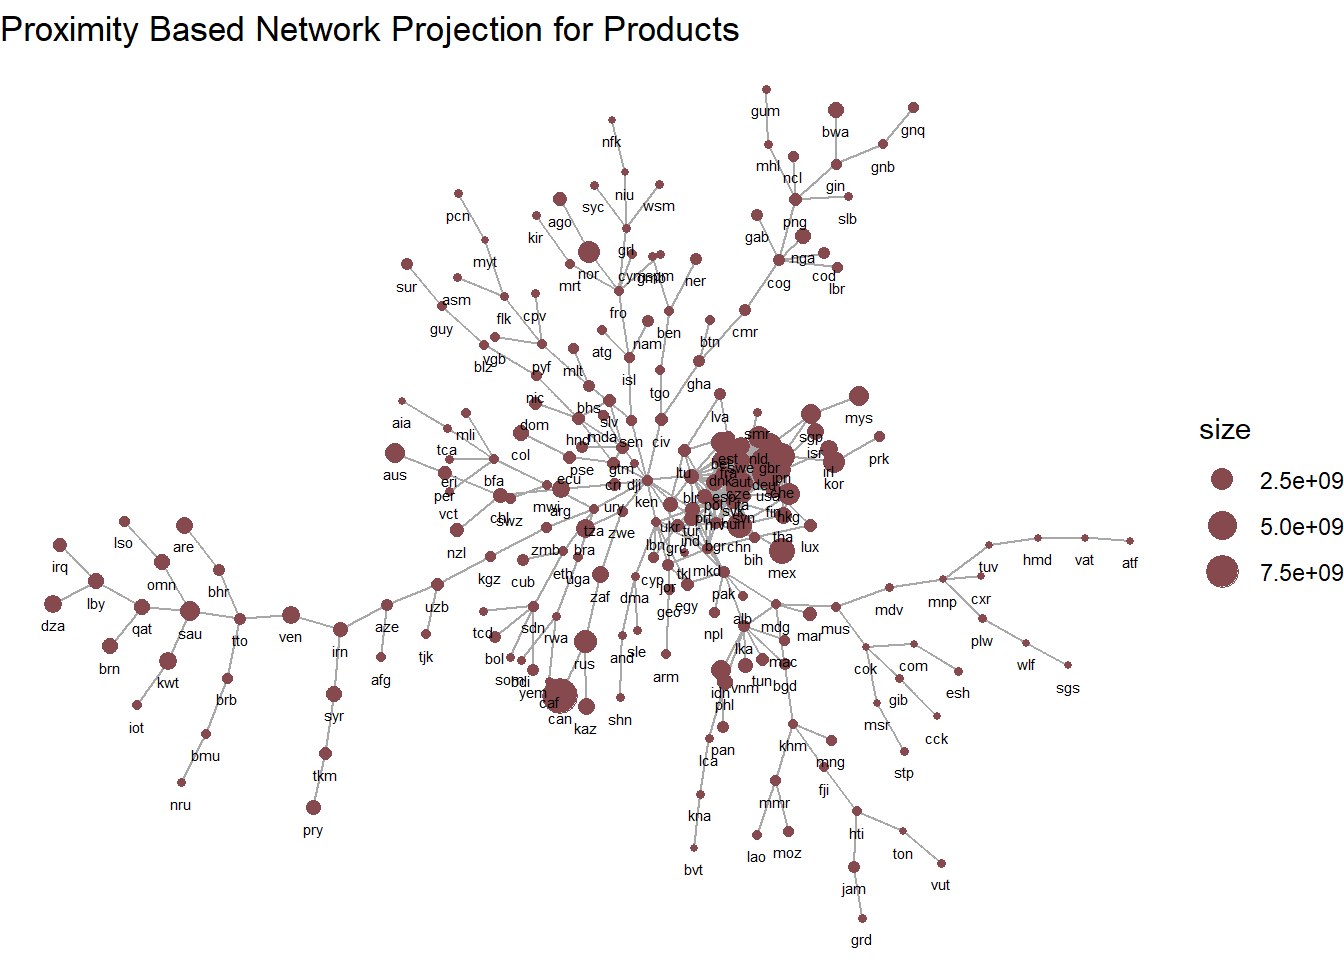 Proximity Based Network Projection for Products
gum
bwa
gnq
nfk
mhl
ncl
gin
gnb
niu
syc
wsm
pcn
ago
kir
png
slb
gab
grl
myt
nor
mrt
nga
cod
cog
lbr
ner
sur
asm
flk
cpv
fro
guy
vgb
blz
pyf
mlt
atg
nam
ben
btn
cmr
isl
tgo
gha
nic
bhs
slv
aia
dom
hnd
mda
sen
civ
lva
mys
smr
sgp
tca
mli
col
pse
gtm
aus
eri
bfa
ecu
cri
dji
ltu
est
nld
isr
irl
prk
kor
per
ken
swe
gbr
jpn
vct
chl
swz
mwi
arg
ury
blr
dnk
aut
deu
usa
che
nzl
tza
zwe
ukr
tur
fin
hkg
zmb
bra
lbn
grc
ind
bgr
chn
bih
tha
lux
kgz
cub
eth
uga
zaf
cyp
tkl
mkd
mex
lso
are
irq
omn
bhr
uzb
dma
jor
egy
pak
geo
lby
aze
tcd
sdn
rwa
npl
alb
mdg
mar
mus
mdv
mnp
tuv
hmd
vat
atf
cxr
plw
dza
qat
sau
tto
ven
irn
tjk
bol
and
sle
lka
mac
wlf
sgs
brn
kwt
afg
som
bdi
yem
rus
arm
idn
vnm
tun
bgd
cok
com
esh
gib
iot
brb
syr
caf
can
kaz
shn
phl
msr
cck
bmu
tkm
pan
lca
khm
mng
stp
nru
pry
kna
mmr
fji
hti
bvt
lao
moz
ton
jam
vut
grd
size
2.5e+09
5.0e+09
7.5e+09